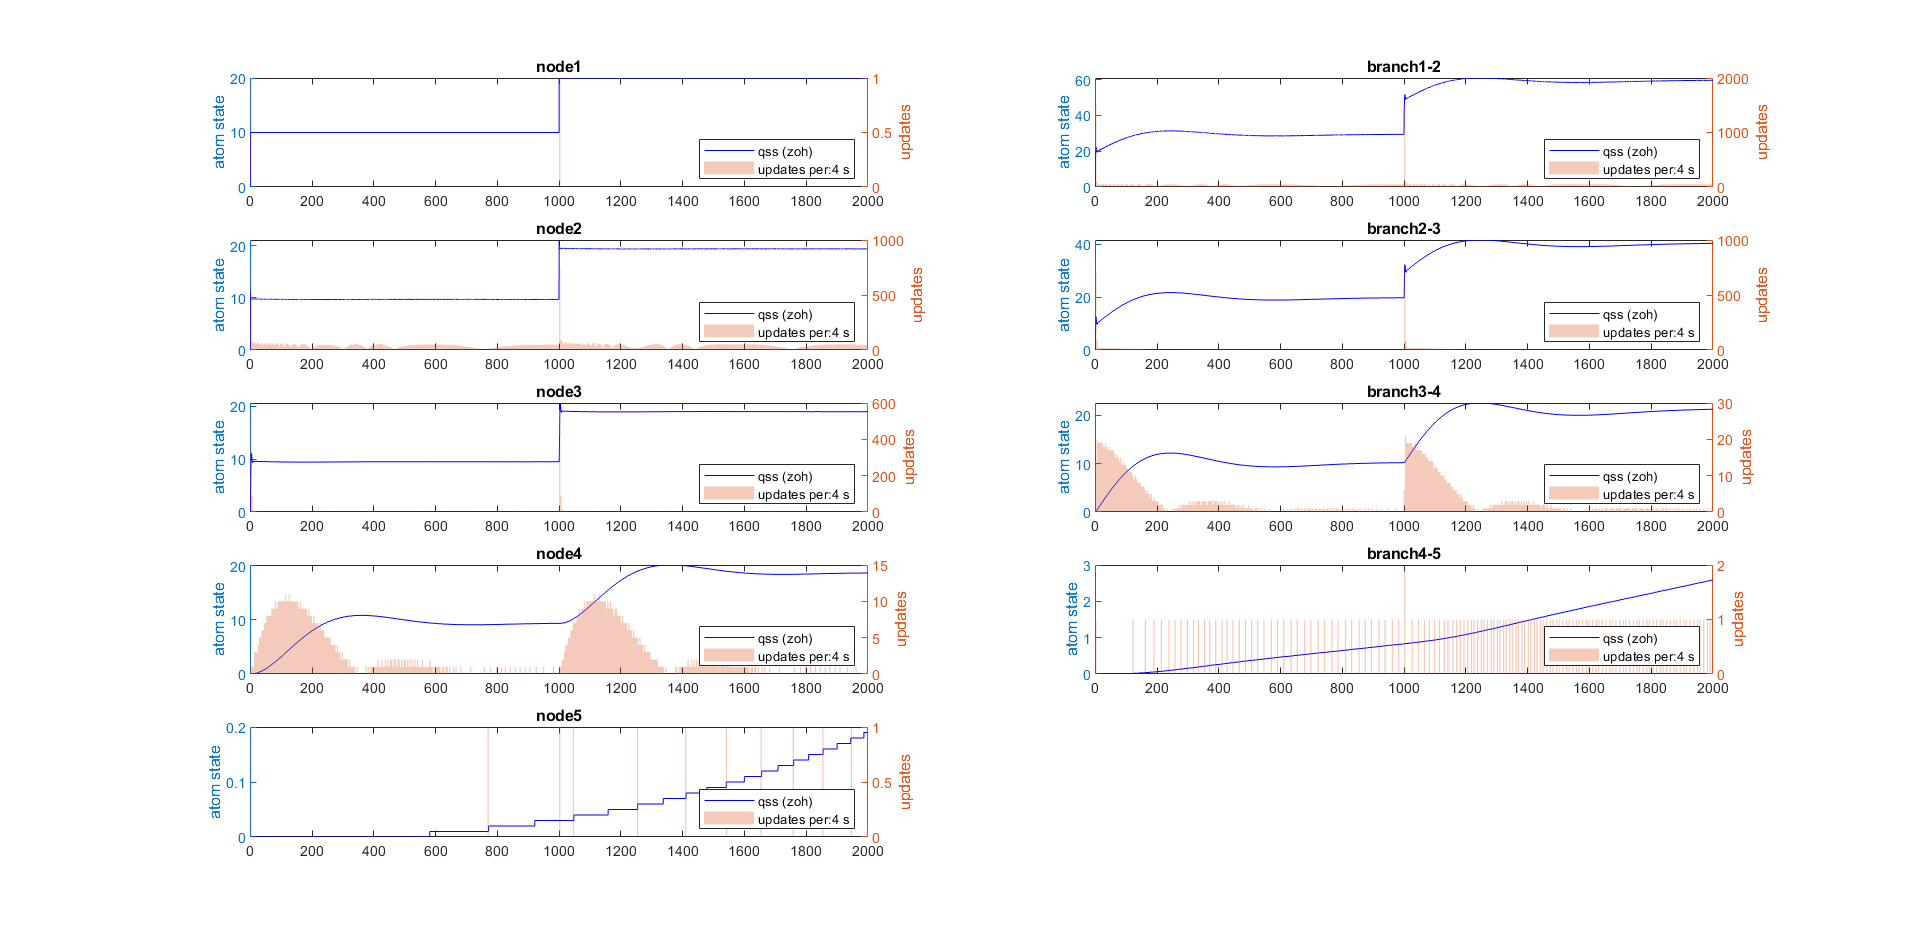 node1
20
10
0
atom state
1
0.5
0
updates
qss (zoh)
updates per:4 s
0 200 400 600 800 1000 1200 1400 1600 1800 2000
branch1-2
60
40
20
0
atom state
2000
1000
0
updates
qss (zoh)
updates per:4 s
0 200 400 600 800 1000 1200 1400 1600 1800 2000
node2
20
10
0
atom state
1000
500
0
updates
qss (zoh)
updates per:4 s
0 200 400 600 800 1000 1200 1400 1600 1800 2000
branch2-3
40
20
0
atom state
1000
500
0
updates
qss (zoh)
updates per:4 s
0 200 400 600 800 1000 1200 1400 1600 1800 2000
node3
20
10
0
atom state
600
400
200
0
updates
qss (zoh)
updates per:4 s
0 200 400 600 800 1000 1200 1400 1600 1800 2000
branch3-4
20
10
0
atom state
30
20
10
0
updates
qss (zoh)
updates per:4 s
0 200 400 600 800 1000 1200 1400 1600 1800 2000
node4
20
10
0
atom state
15
10
5
0
updates
qss (zoh)
updates per:4 s
0 200 400 600 800 1000 1200 1400 1600 1800 2000
branch4-5
3
2
1
0
atom state
2
1
0
updates
qss (zoh)
updates per:4 s
0 200 400 600 800 1000 1200 1400 1600 1800 2000
node5
0.2
0.1
0
atom state
1
0.5
0
updates
qss (zoh)
updates per:4 s
0 200 400 600 800 1000 1200 1400 1600 1800 2000